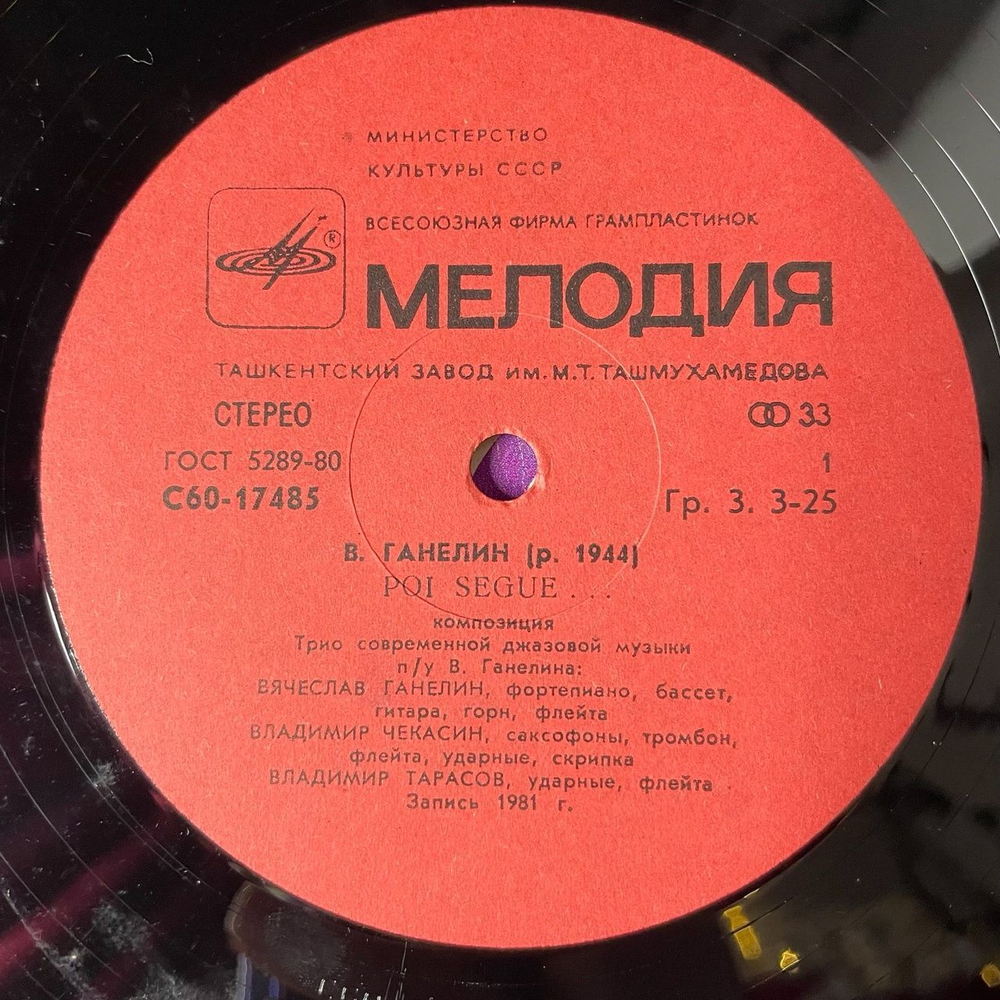 МИНИСТЕРСТВО
КУЛЬТУРЫ СССР
ВСЕСОЮЗНАЯ ФИРМА ГРАМПЛАСТИНОК
®
МЕЛОДИЯ
ТАШКЕНТСКИЙ ЗАВОД им. М.Т. ТАШМУХАМЕДОВА
СТЕРЕО 33
ГОСТ 5289-80 1
С60-17485 Гр. 3. 3-25
В. ГАНЕЛИН (р. 1944)
POI SEGUE . . .
композиция
Трио современной джазовой музыки
п/у В. Ганелина:
ВЯЧЕСЛАВ ГАНЕЛИН, фортепиано, бассет,
гитара, горн, флейта
ВЛАДИМИР ЧЕКАСИН, саксофоны, тромбон,
флейта, ударные, скрипка
ВЛАДИМИР ТАРАСОВ, ударные, флейта
Запись 1981 г.